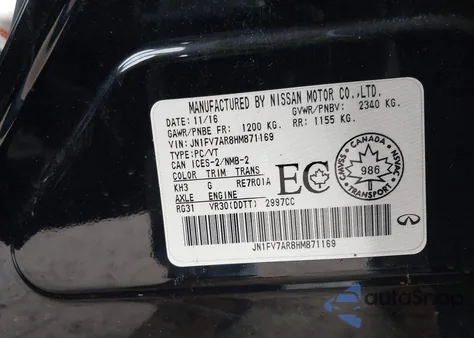 MANUFACTURED BY NISSAN MOTOR CO.,LTD.
DATE: 11/16 GVWR/PNBV: 2340 KG.
GAWR/PNBE FR: 1200 KG. RR: 1155 KG.
VIN: JN1FV7AR8HM871169
TYPE: PC/VT
CAN ICES-2/NMB-2
COLOR TRIM TRANS
KH3 G RE7R01A
AXLE ENGINE
RG31 VR30(DDTT) 2997CC
EC
CANADA
CMVSS
986
NSVAC
TRANSPORT
JN1FV7AR8HM871169
autoSnap